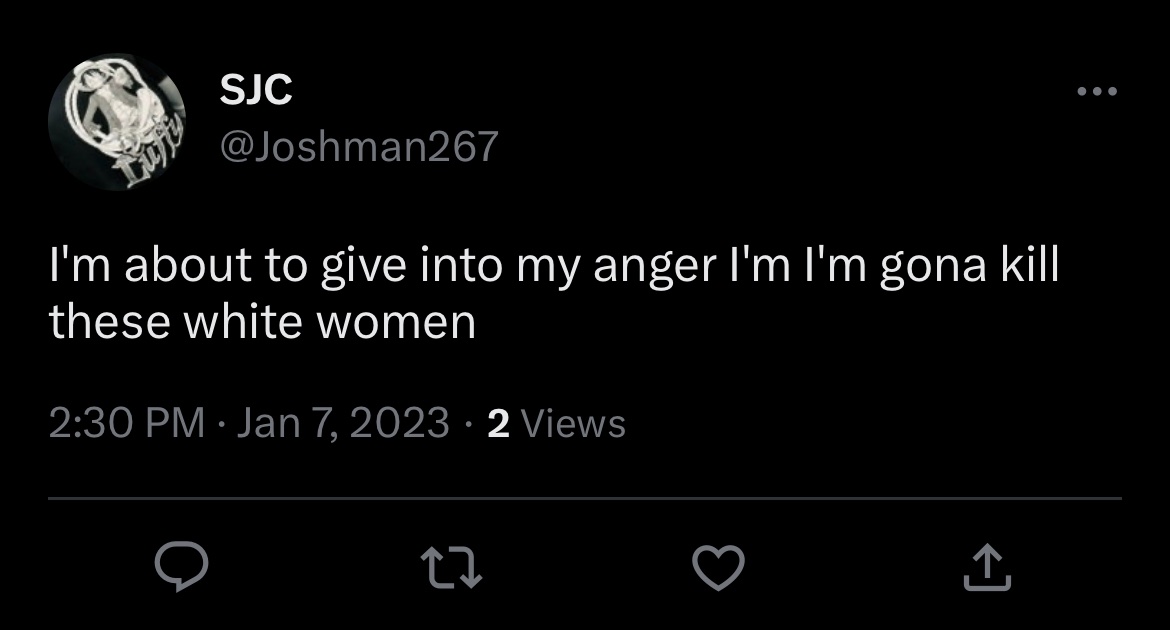 Luffy
SJC
@Joshman267
I'm about to give into my anger I'm I'm gona kill
these white women
2:30 PM · Jan 7, 2023 · 2 Views